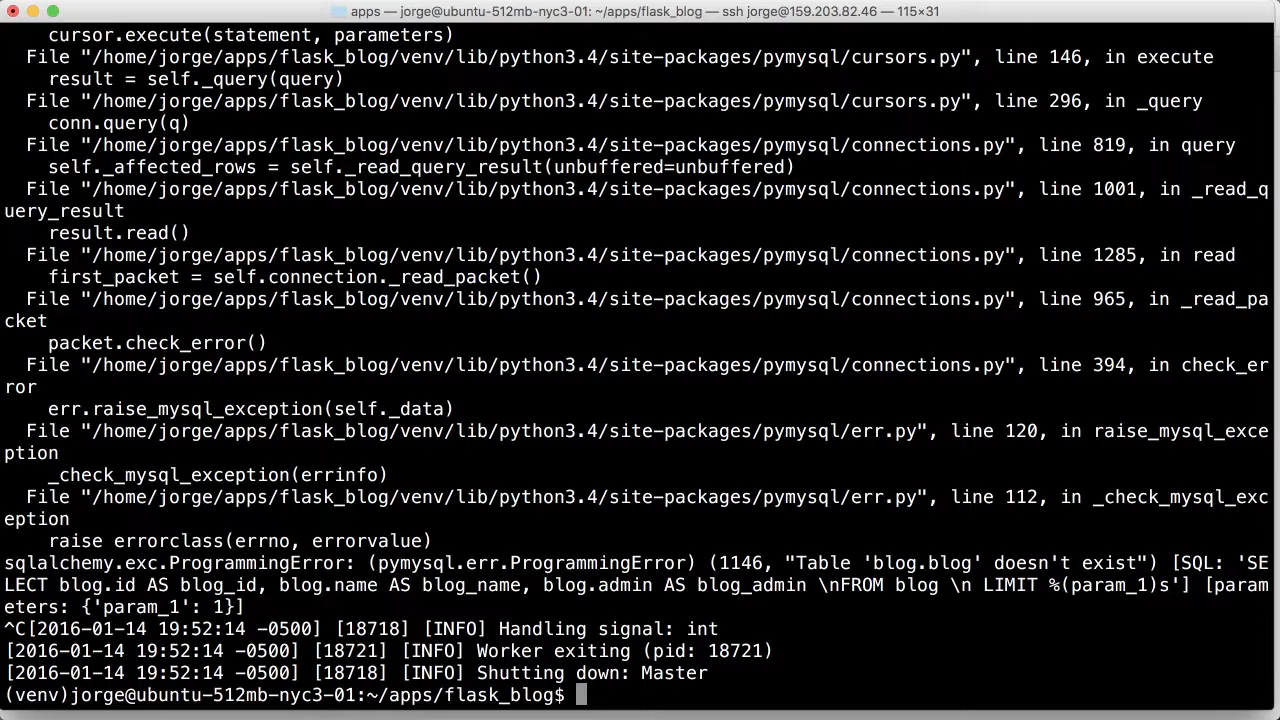 apps — jorge@ubuntu-512mb-nyc3-01: ~/apps/flask_blog — ssh jorge@159.203.82.46 — 115×31
    cursor.execute(statement, parameters)
  File "/home/jorge/apps/flask_blog/venv/lib/python3.4/site-packages/pymysql/cursors.py", line 146, in execute
    result = self._query(query)
  File "/home/jorge/apps/flask_blog/venv/lib/python3.4/site-packages/pymysql/cursors.py", line 296, in _query
    conn.query(q)
  File "/home/jorge/apps/flask_blog/venv/lib/python3.4/site-packages/pymysql/connections.py", line 819, in query
    self._affected_rows = self._read_query_result(unbuffered=unbuffered)
  File "/home/jorge/apps/flask_blog/venv/lib/python3.4/site-packages/pymysql/connections.py", line 1001, in _read_q
uery_result
    result.read()
  File "/home/jorge/apps/flask_blog/venv/lib/python3.4/site-packages/pymysql/connections.py", line 1285, in read
    first_packet = self.connection._read_packet()
  File "/home/jorge/apps/flask_blog/venv/lib/python3.4/site-packages/pymysql/connections.py", line 965, in _read_pa
cket
    packet.check_error()
  File "/home/jorge/apps/flask_blog/venv/lib/python3.4/site-packages/pymysql/connections.py", line 394, in check_er
ror
    err.raise_mysql_exception(self._data)
  File "/home/jorge/apps/flask_blog/venv/lib/python3.4/site-packages/pymysql/err.py", line 120, in raise_mysql_exce
ption
    _check_mysql_exception(errinfo)
  File "/home/jorge/apps/flask_blog/venv/lib/python3.4/site-packages/pymysql/err.py", line 112, in _check_mysql_exc
eption
    raise errorclass(errno, errorvalue)
sqlalchemy.exc.ProgrammingError: (pymysql.err.ProgrammingError) (1146, "Table 'blog.blog' doesn't exist") [SQL: 'SE
LECT blog.id AS blog_id, blog.name AS blog_name, blog.admin AS blog_admin \nFROM blog \n LIMIT %(param_1)s'] [param
eters: {'param_1': 1}]
^C[2016-01-14 19:52:14 -0500] [18718] [INFO] Handling signal: int
[2016-01-14 19:52:14 -0500] [18721] [INFO] Worker exiting (pid: 18721)
[2016-01-14 19:52:14 -0500] [18718] [INFO] Shutting down: Master
(venv)jorge@ubuntu-512mb-nyc3-01:~/apps/flask_blog$